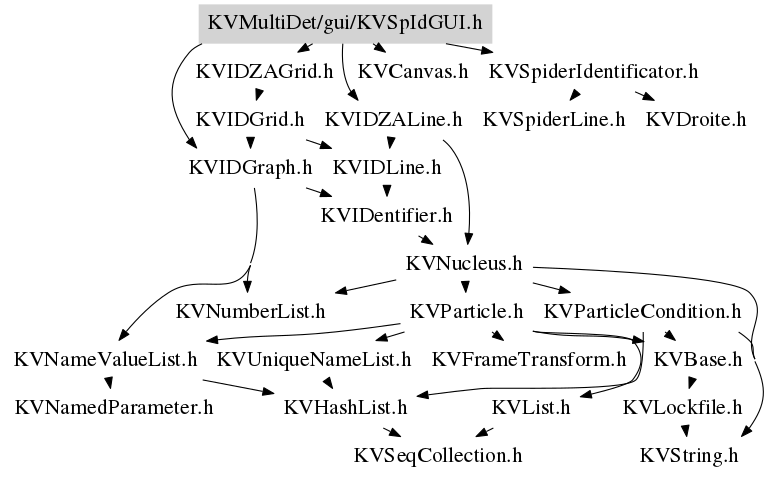 KVMultiDet/gui/KVSpIdGUI.h
KVIDZAGrid.h KVCanvas.h KVSpiderIdentificator.h
KVIDGrid.h KVIDZALine.h KVSpiderLine.h KVDroite.h
KVIDGraph.h KVIDLine.h
KVIDentifier.h
KVNucleus.h
KVNumberList.h KVParticle.h KVParticleCondition.h
KVNameValueList.h KVUniqueNameList.h KVFrameTransform.h KVBase.h
KVNamedParameter.h KVHashList.h KVList.h KVLockfile.h
KVSeqCollection.h KVString.h